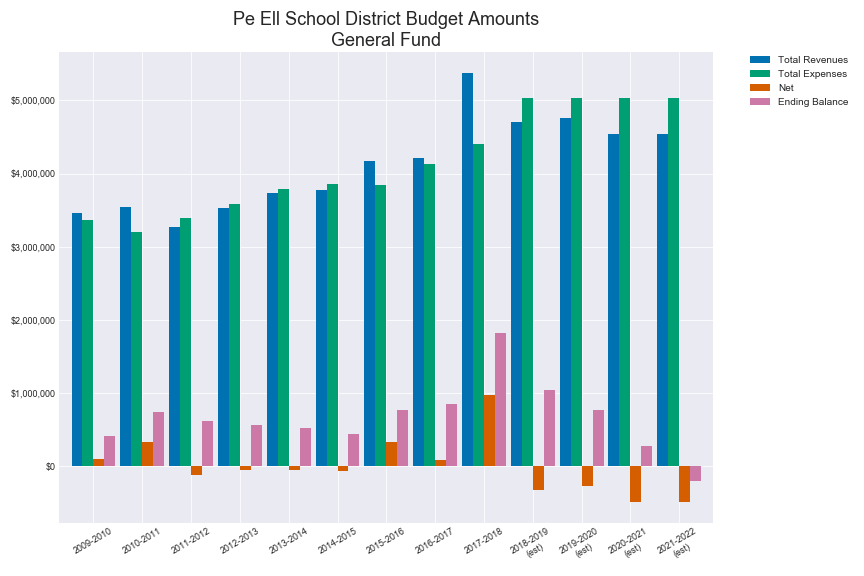 Pe Ell School District Budget Amounts
General Fund
Total Revenues
Total Expenses
Net
Ending Balance
$5,000,000
$4,000,000
$3,000,000
$2,000,000
$1,000,000
$0
2009-2010
2010-2011
2011-2012
2012-2013
2013-2014
2014-2015
2015-2016
2016-2017
2017-2018
2018-2019
(est)
2019-2020
(est)
2020-2021
(est)
2021-2022
(est)